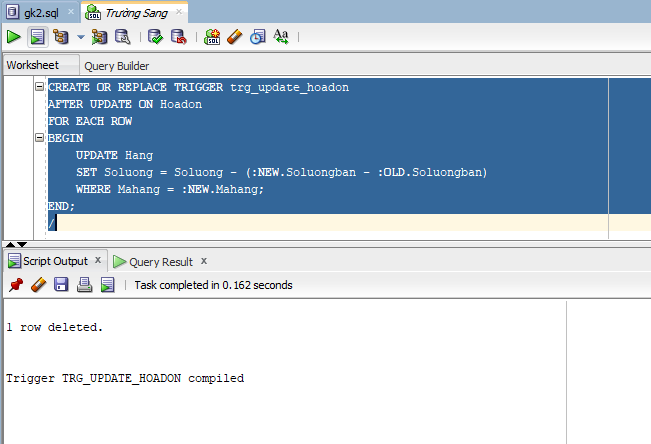 gk2.sql
Trường Sang
Worksheet
Query Builder
CREATE OR REPLACE TRIGGER trg_update_hoadon
AFTER UPDATE ON Hoadon
FOR EACH ROW
BEGIN
    UPDATE Hang
    SET Soluong = Soluong - (:NEW.Soluongban - :OLD.Soluongban)
    WHERE Mahang = :NEW.Mahang;
END;
/
Script Output x
Query Result x
Task completed in 0.162 seconds
1 row deleted.
Trigger TRG_UPDATE_HOADON compiled